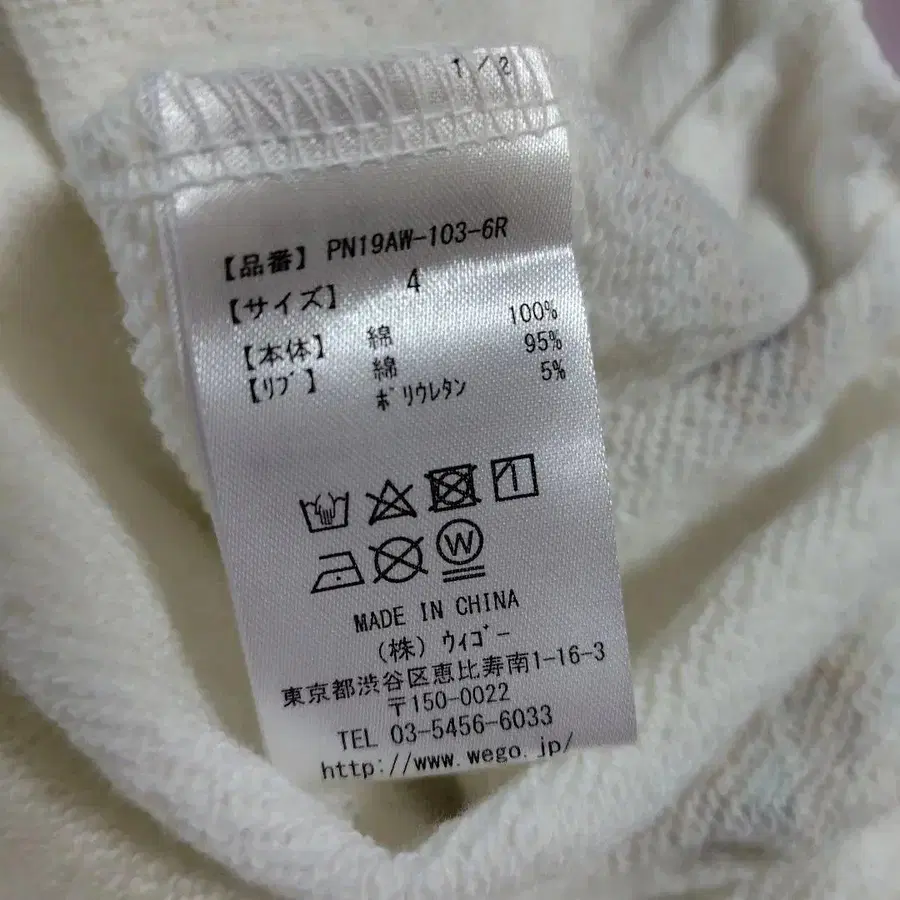 1/2
【品番】 PN19AW-103-6R
【サイズ】 4
【本体】 綿 100%
【リブ】 綿 95%
ポリウレタン 5%
W
MADE IN CHINA
(株) ウィゴー
東京都渋谷区恵比寿南1-16-3
〒150-0022
TEL 03-5456-6033
http://www.wego.jp/